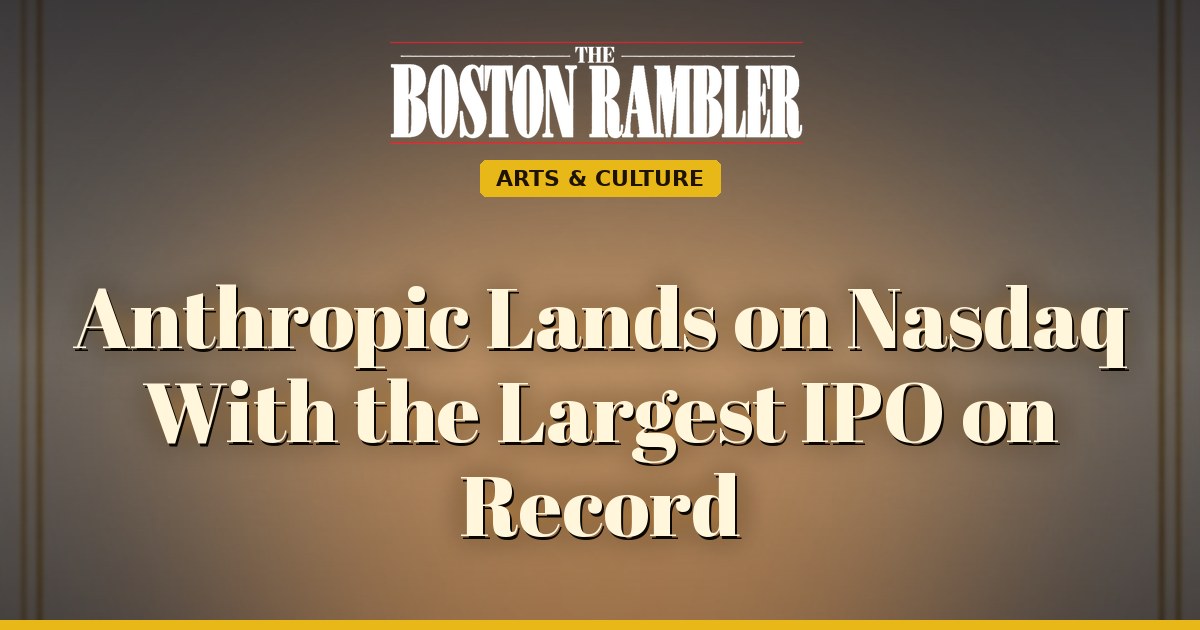 THE
BOSTON RAMBLER
ARTS & CULTURE
Anthropic Lands on Nasdaq
With the Largest IPO on
Record